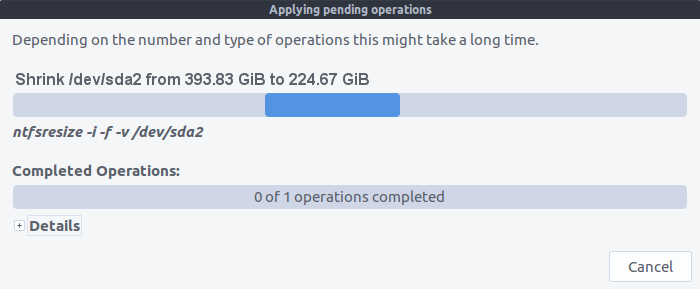 Applying pending operations
Depending on the number and type of operations this might take a long time.
Shrink /dev/sda2 from 393.83 GiB to 224.67 GiB
ntfsresize -i -f -v /dev/sda2
Completed Operations:
0 of 1 operations completed
Details
Cancel